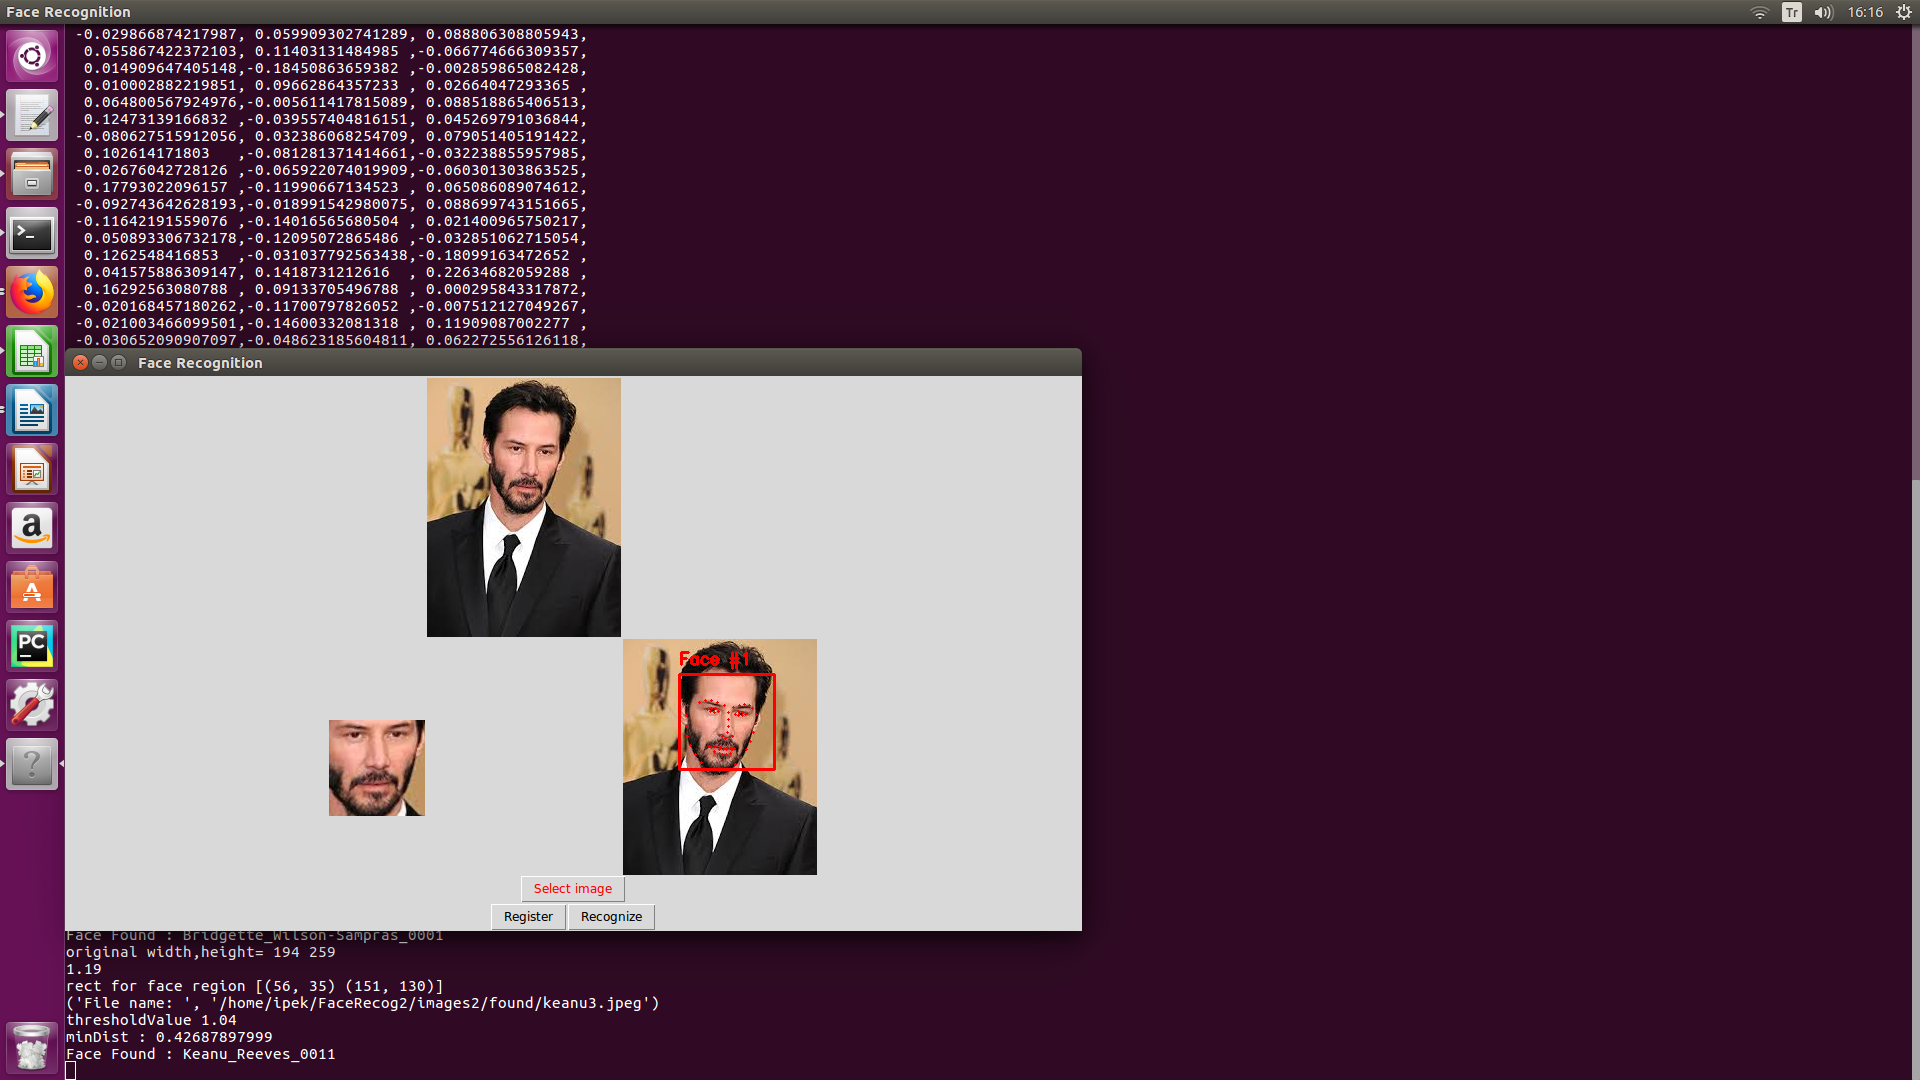 Face Recognition
Tr
16:16
-0.029866874217987, 0.059909302741289, 0.088806308805943,
0.055867422372103, 0.11403131484985 ,-0.066774666309357,
0.014909647405148,-0.18450863659382 ,-0.002859865082428,
0.010002882219851, 0.09662864357233 , 0.02664047293365 ,
0.064800567924976,-0.005611417815089, 0.088518865406513,
0.12473139166832 ,-0.039557404816151, 0.045269791036844,
-0.080627515912056, 0.032386068254709, 0.079051405191422,
0.102614171803   ,-0.081281371414661,-0.032238855957985,
-0.02676042728126 ,-0.065922074019909,-0.060301303863525,
0.17793022096157 ,-0.11990667134523 , 0.065086089074612,
-0.092743642628193,-0.018991542980075, 0.088699743151665,
-0.11642191559076 ,-0.14016565680504 , 0.021400965750217,
0.050893306732178,-0.12095072865486 ,-0.032851062715054,
0.1262548416853   ,-0.031037792563438,-0.18099163472652 ,
0.041575886309147, 0.1418731212616  , 0.22634682059288 ,
0.16292563080788 , 0.09133705496788 , 0.000295843317872,
-0.020168457180262,-0.11700797826052 ,-0.007512127049267,
-0.021003466099501,-0.14600332081318 , 0.11909087002277 ,
-0.030652090907097,-0.048623185604811, 0.062272556126118,
Face Recognition
Face #1
Select image
Register
Recognize
Face Found : Bridgette_Wilson-Sampras_0001
original width,height= 194 259
1.19
rect for face region [(56, 35) (151, 130)]
('File name: ', '/home/ipek/FaceRecog2/images2/found/keanu3.jpeg')
thresholdValue 1.04
minDist : 0.42687897999
Face Found : Keanu_Reeves_0011
>_
a
A
PC
?